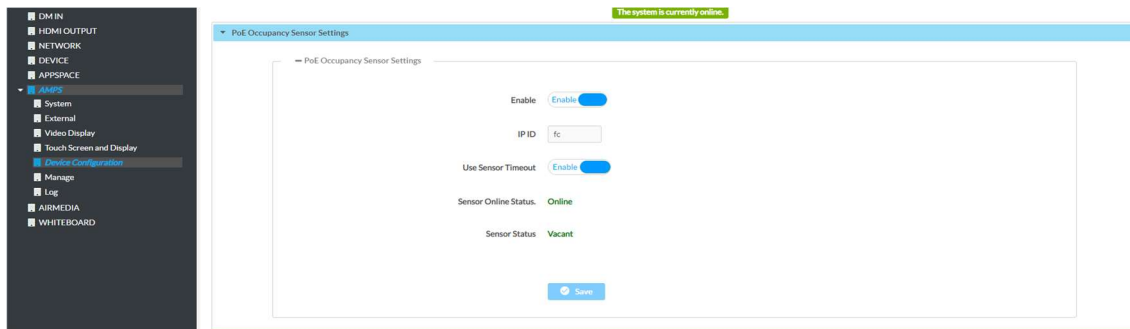 The system is currently online.
DM IN
HDMI OUTPUT
NETWORK
DEVICE
APPSPACE
AMPS
System
External
Video Display
Touch Screen and Display
Device Configuration
Manage
Log
AIRMEDIA
WHITEBOARD
PoE Occupancy Sensor Settings
PoE Occupancy Sensor Settings
Enable Enable
IP ID fc
Use Sensor Timeout Enable
Sensor Online Status. Online
Sensor Status Vacant
Save